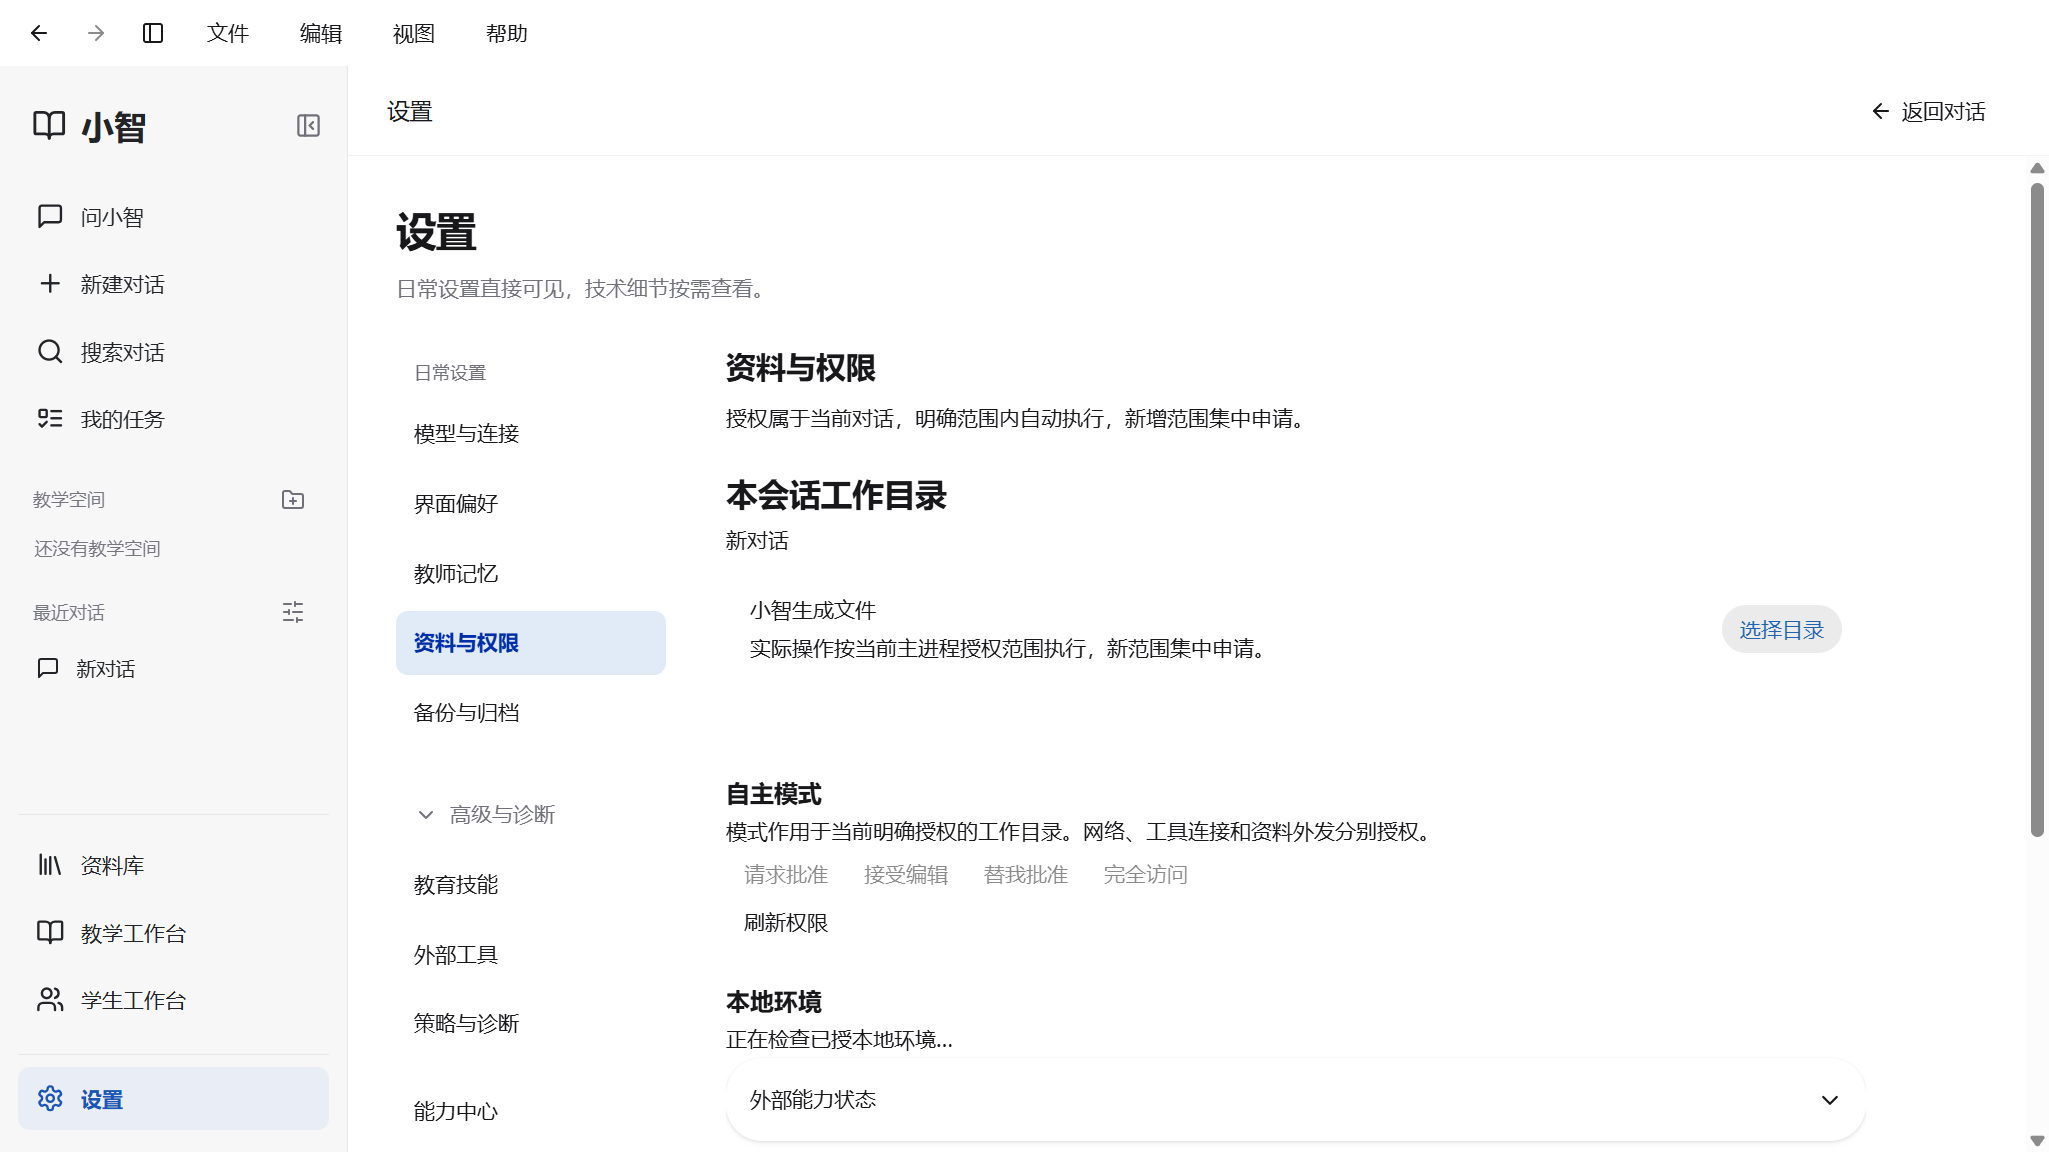 文件 编辑 视图 帮助
小智
问小智
新建对话
搜索对话
我的任务
教学空间
还没有教学空间
最近对话
新对话
资料库
教学工作台
学生工作台
设置
设置
返回对话
设置
日常设置直接可见，技术细节按需查看。
日常设置
模型与连接
界面偏好
教师记忆
资料与权限
备份与归档
高级与诊断
教育技能
外部工具
策略与诊断
能力中心
资料与权限
授权属于当前对话，明确范围内自动执行，新增范围集中申请。
本会话工作目录
新对话
小智生成文件
实际操作按当前主进程授权范围执行，新范围集中申请。
选择目录
自主模式
模式作用于当前明确授权的工作目录。网络、工具连接和资料外发分别授权。
请求批准 接受编辑 替我批准 完全访问
刷新权限
本地环境
正在检查已授本地环境...
外部能力状态